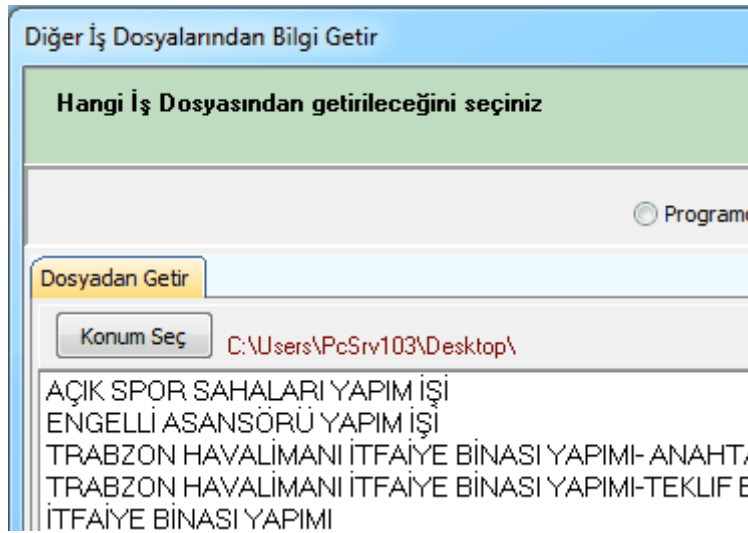 Diğer İş Dosyalarından Bilgi Getir
Hangi İş Dosyasından getirileceğini seçiniz
Dosyadan Getir
Konum Seç C:\Users\PcSrv103\Desktop\
AÇIK SPOR SAHALARI YAPIM İŞİ
ENGELLİ ASANSÖRÜ YAPIM İŞİ
TRABZON HAVALİMANI İTFAİYE BİNASI YAPIMI-
TRABZON HAVALİMANI İTFAİYE BİNASI YAPIMI-TEKLIF
İTFAİYE BİNASI YAPIMI